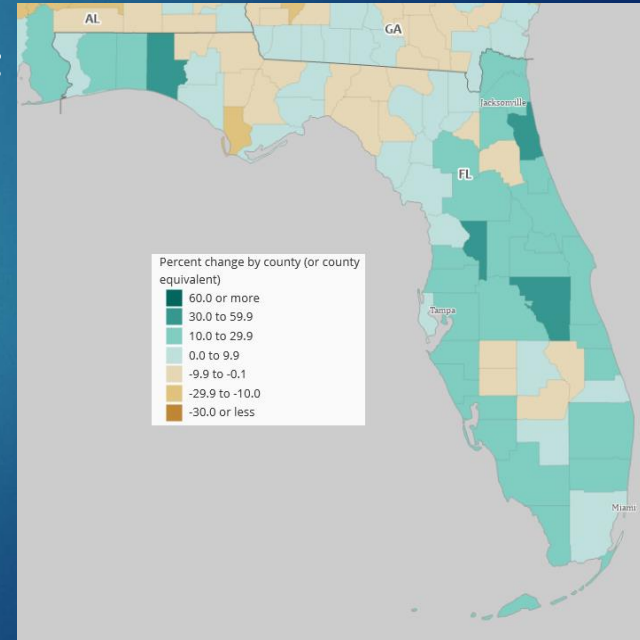 AL
GA
Jacksonville
FL
Percent change by county (or county
equivalent)
60.0 or more
30.0 to 59.9
10.0 to 29.9
0.0 to 9.9
-9.9 to -0.1
-29.9 to -10.0
-30.0 or less
Tampa
Miami